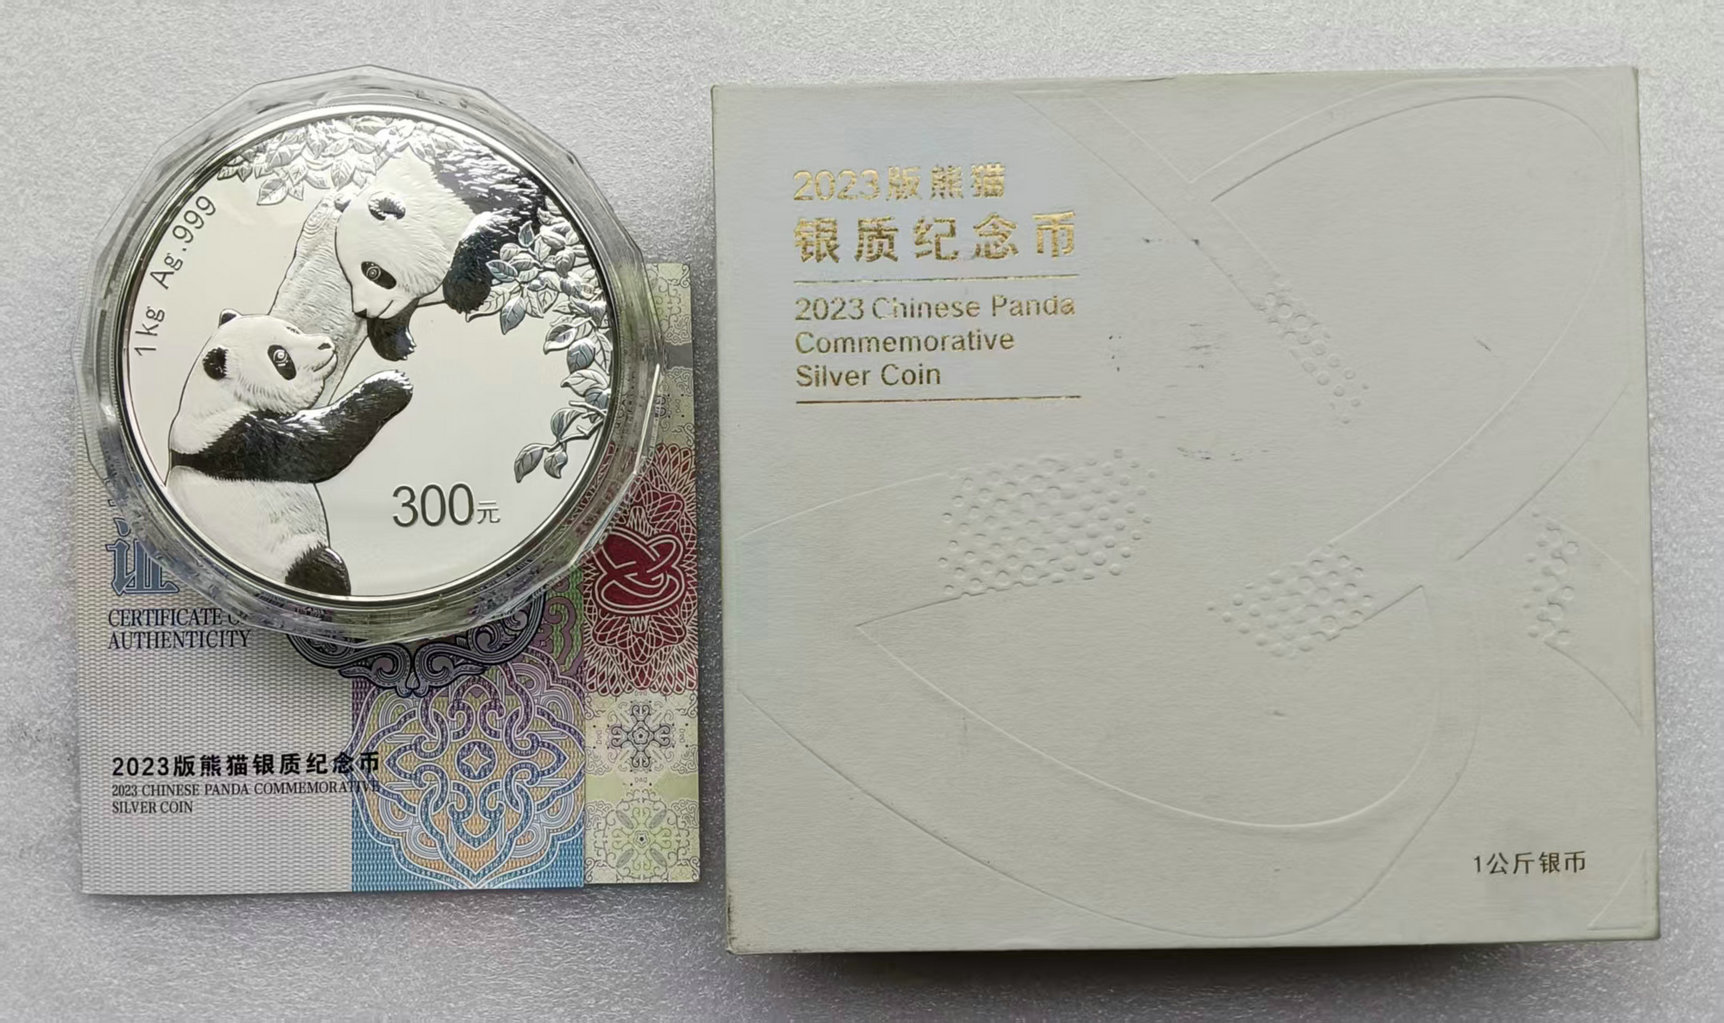 1kg Ag.999
300元
证
CERTIFICATE O
AUTHENTICITY
2023版熊猫银质纪念币
2023 CHINESE PANDA COMMEMORATIVE
SILVER COIN
2023版熊猫
银质纪念币
2023 Chinese Panda
Commemorative
Silver Coin
1公斤银币